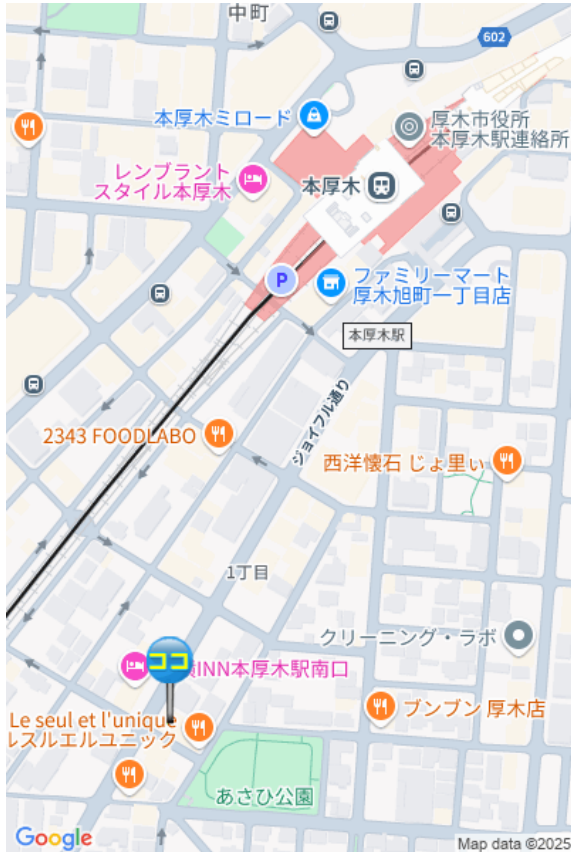 中町
602
本厚木ミロード
厚木市役所
本厚木駅連絡所
レンブラント
スタイル本厚木
本厚木
P
ファミリーマート
厚木旭町一丁目店
本厚木駅
ジョイフル通り
2343 FOODLABO
西洋懐石 じょ里ぃ
1丁目
クリーニング・ラボ
ココ
INN本厚木駅南口
ブンブン 厚木店
Le seul et l'unique
ルスルエルユニック
あさひ公園
Google
Map data ©2025